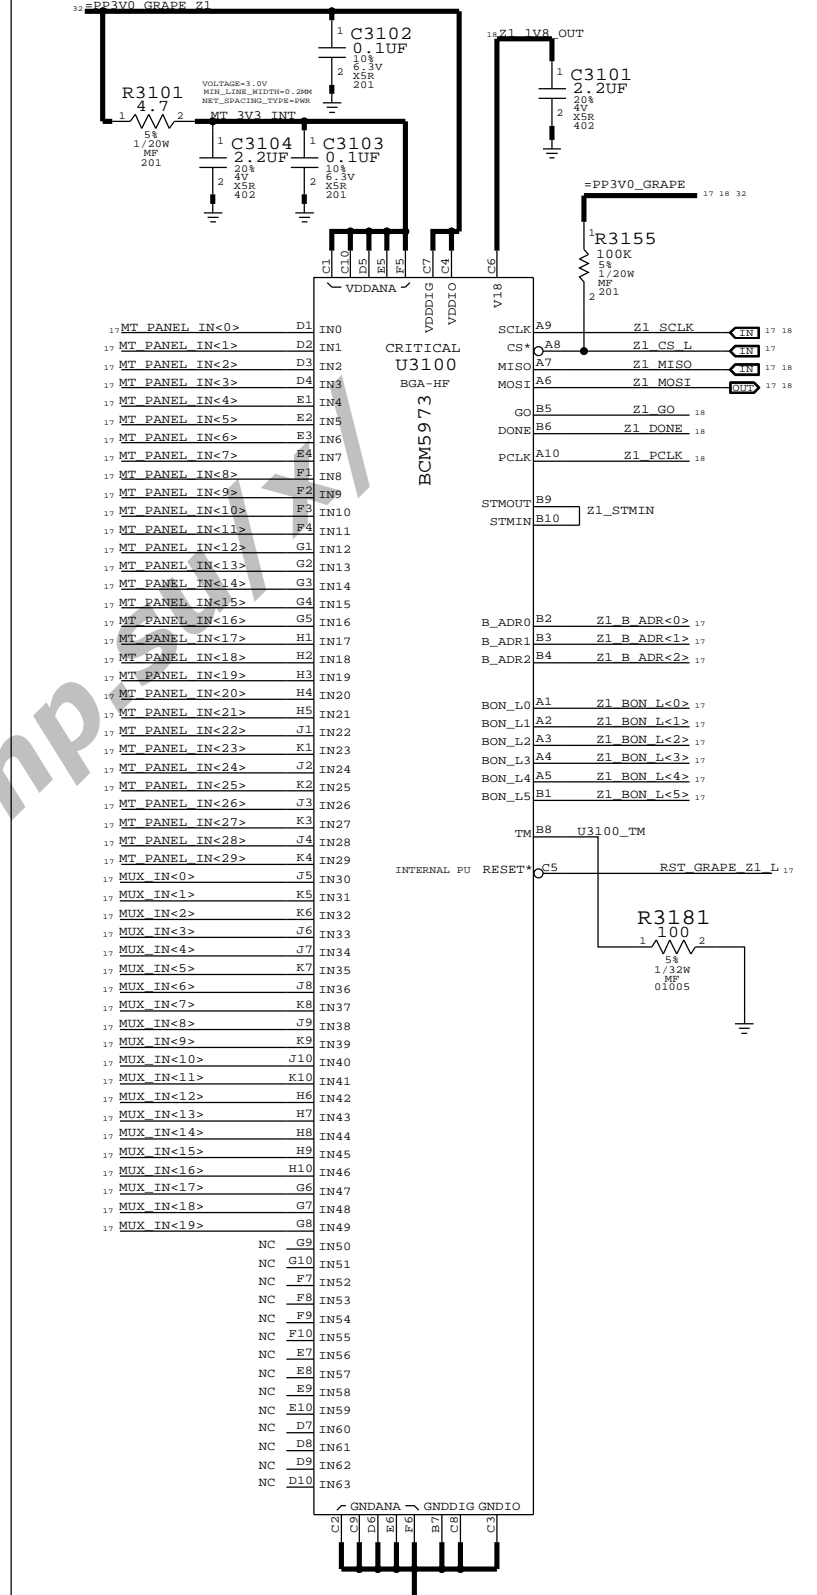 32 =PP3V0_GRAPE_Z1
1 C3102
0.1UF
10%
6.3V
2 X5R
201
18 Z1_1V8_OUT
1 C3101
2.2UF
20%
4V
2 X5R
402
R3101
4.7
1 2
5%
1/20W
MF
201
VOLTAGE=3.0V
MIN_LINE_WIDTH=0.2MM
NET_SPACING_TYPE=PWR
MT_3V3_INT
1 C3104
2.2UF
20%
4V
2 X5R
402
1 C3103
0.1UF
10%
6.3V
2 X5R
201
=PP3V0_GRAPE 17 18 32
1 R3155
100K
5%
1/20W
MF
2 201
C1 C10 D5 E5 F5 C7 C4 C6
VDDANA VDDDIG VDDIO V18
CRITICAL
U3100
BGA-HF
BCM5973
17 MT_PANEL_IN<0> D1 IN0
17 MT_PANEL_IN<1> D2 IN1
17 MT_PANEL_IN<2> D3 IN2
17 MT_PANEL_IN<3> D4 IN3
17 MT_PANEL_IN<4> E1 IN4
17 MT_PANEL_IN<5> E2 IN5
17 MT_PANEL_IN<6> E3 IN6
17 MT_PANEL_IN<7> E4 IN7
17 MT_PANEL_IN<8> F1 IN8
17 MT_PANEL_IN<9> F2 IN9
17 MT_PANEL_IN<10> F3 IN10
17 MT_PANEL_IN<11> F4 IN11
17 MT_PANEL_IN<12> G1 IN12
17 MT_PANEL_IN<13> G2 IN13
17 MT_PANEL_IN<14> G3 IN14
17 MT_PANEL_IN<15> G4 IN15
17 MT_PANEL_IN<16> G5 IN16
17 MT_PANEL_IN<17> H1 IN17
17 MT_PANEL_IN<18> H2 IN18
17 MT_PANEL_IN<19> H3 IN19
17 MT_PANEL_IN<20> H4 IN20
17 MT_PANEL_IN<21> H5 IN21
17 MT_PANEL_IN<22> J1 IN22
17 MT_PANEL_IN<23> K1 IN23
17 MT_PANEL_IN<24> J2 IN24
17 MT_PANEL_IN<25> K2 IN25
17 MT_PANEL_IN<26> J3 IN26
17 MT_PANEL_IN<27> K3 IN27
17 MT_PANEL_IN<28> J4 IN28
17 MT_PANEL_IN<29> K4 IN29
17 MUX_IN<0> J5 IN30
17 MUX_IN<1> K5 IN31
17 MUX_IN<2> K6 IN32
17 MUX_IN<3> J6 IN33
17 MUX_IN<4> J7 IN34
17 MUX_IN<5> K7 IN35
17 MUX_IN<6> J8 IN36
17 MUX_IN<7> K8 IN37
17 MUX_IN<8> J9 IN38
17 MUX_IN<9> K9 IN39
17 MUX_IN<10> J10 IN40
17 MUX_IN<11> K10 IN41
17 MUX_IN<12> H6 IN42
17 MUX_IN<13> H7 IN43
17 MUX_IN<14> H8 IN44
17 MUX_IN<15> H9 IN45
17 MUX_IN<16> H10 IN46
17 MUX_IN<17> G6 IN47
17 MUX_IN<18> G7 IN48
17 MUX_IN<19> G8 IN49
NC G9 IN50
NC G10 IN51
NC F7 IN52
NC F8 IN53
NC F9 IN54
NC F10 IN55
NC E7 IN56
NC E8 IN57
NC E9 IN58
NC E10 IN59
NC D7 IN60
NC D8 IN61
NC D9 IN62
NC D10 IN63
SCLK A9 Z1_SCLK IN 17 18
CS* A8 Z1_CS_L IN 17
MISO A7 Z1_MISO IN 17 18
MOSI A6 Z1_MOSI OUT 17 18
GO B5 Z1_GO 18
DONE B6 Z1_DONE 18
PCLK A10 Z1_PCLK 18
STMOUT B9 Z1_STMIN
STMIN B10
B_ADR0 B2 Z1_B_ADR<0> 17
B_ADR1 B3 Z1_B_ADR<1> 17
B_ADR2 B4 Z1_B_ADR<2> 17
BON_L0 A1 Z1_BON_L<0> 17
BON_L1 A2 Z1_BON_L<1> 17
BON_L2 A3 Z1_BON_L<2> 17
BON_L3 A4 Z1_BON_L<3> 17
BON_L4 A5 Z1_BON_L<4> 17
BON_L5 B1 Z1_BON_L<5> 17
TM B8 U3100_TM
INTERNAL PU RESET* C5 RST_GRAPE_Z1_L 17
R3181
100
1 2
5%
1/32W
MF
01005
GNDANA GNDDIG GNDIO
C2 C9 D6 E6 F6 B7 C8 C3
mp.su/x/